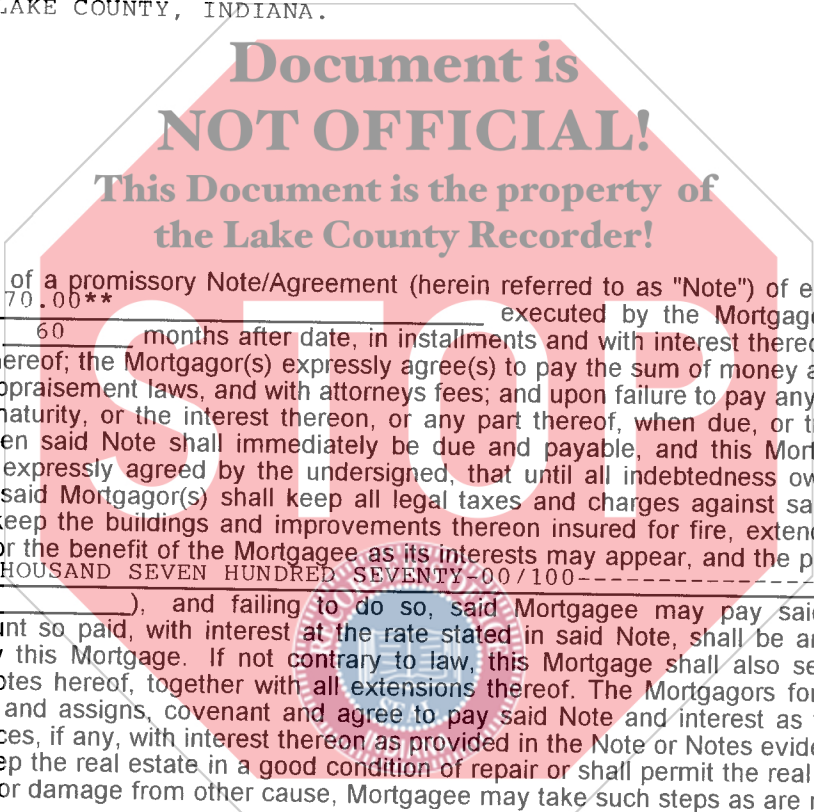 LAKE COUNTY, INDIANA.
Document is
NOT OFFICIAL!
This Document is the property of
the Lake County Recorder!
of a promissory Note/Agreement (herein referred to as "Note") of e
70.00**
executed by the Mortgag
60 months after date, in installments and with interest there
ereof; the Mortgagor(s) expressly agree(s) to pay the sum of money a
ppraisement laws, and with attorneys fees; and upon failure to pay any
naturity, or the interest thereon, or any part thereof, when due, or t
en said Note shall immediately be due and payable, and this Mort
expressly agreed by the undersigned, that until all indebtedness ow
said Mortgagor(s) shall keep all legal taxes and charges against sa
keep the buildings and improvements thereon insured for fire, extend
or the benefit of the Mortgagee as its interests may appear, and the p
HOUSAND SEVEN HUNDRED SEVENTY-00/100----------------
), and failing to do so, said Mortgagee may pay said
unt so paid, with interest at the rate stated in said Note, shall be a
y this Mortgage. If not contrary to law, this Mortgage shall also se
otes hereof, together with all extensions thereof. The Mortgagors for
and assigns, covenant and agree to pay said Note and interest as
ces, if any, with interest thereon as provided in the Note or Notes evide
ep the real estate in a good condition of repair or shall permit the real
or damage from other cause, Mortgagee may take such steps as are
STOP
SEAL
INDIANA